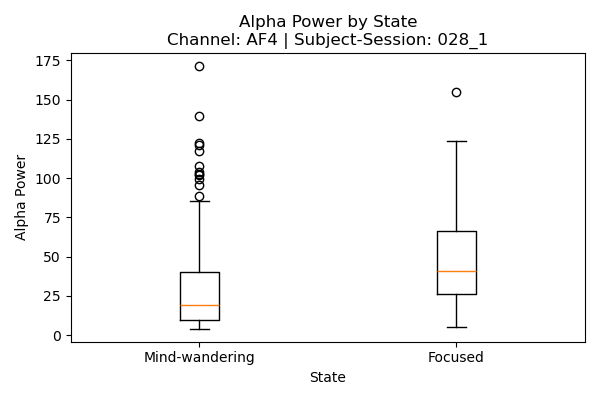 Alpha Power by State
Channel: AF4 | Subject-Session: 028_1
175
150
125
100
75
50
25
0
Alpha Power
Mind-wandering
Focused
State